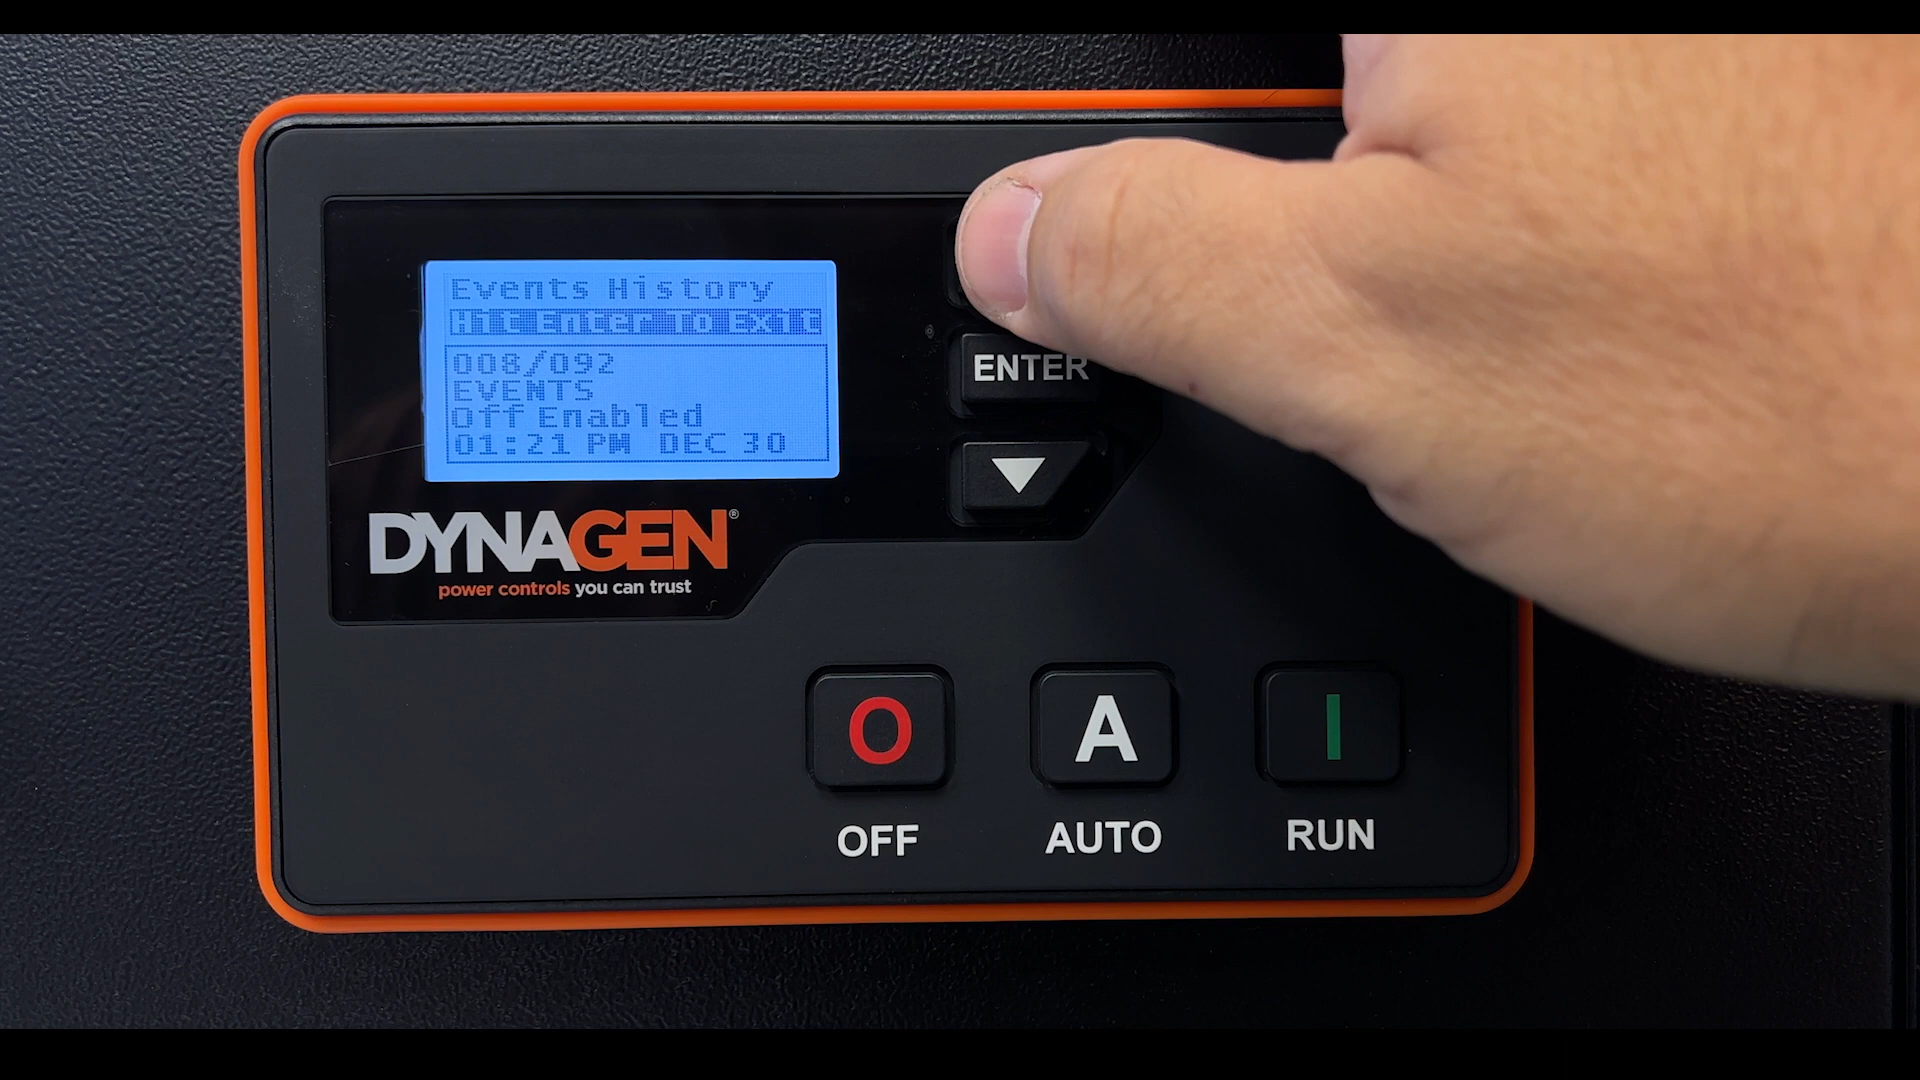 Events History
Hit Enter To Exit
008/092
EVENTS
Off Enabled
01:21 PM DEC 30
DYNAGEN®
power controls you can trust
ENTER
O
A
I
OFF
AUTO
RUN